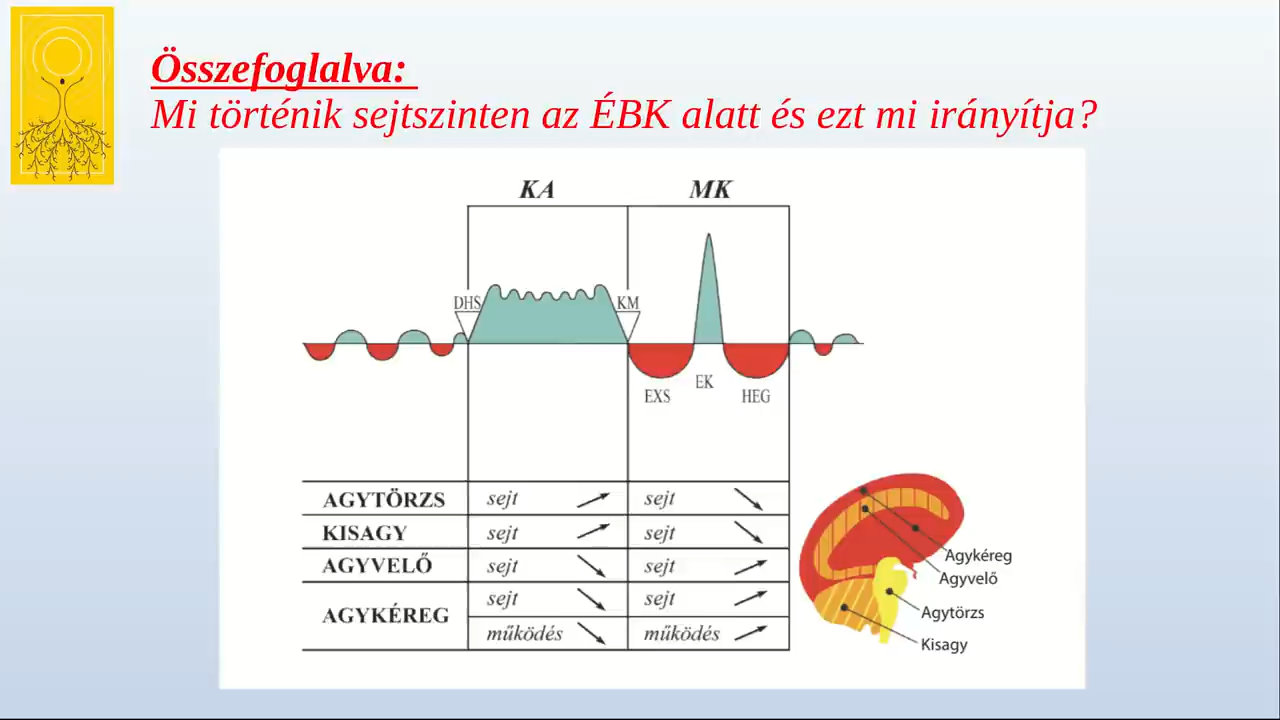 Összefoglalva:
Mi történik sejtszinten az ÉBK alatt és ezt mi irányítja?
KA MK
DHS KM
EXS EK HEG
AGYTÖRZS sejt sejt
KISAGY sejt sejt
AGYVELŐ sejt sejt
AGYKÉREG sejt sejt
működés működés
Agykéreg
Agyvelő
Agytörzs
Kisagy